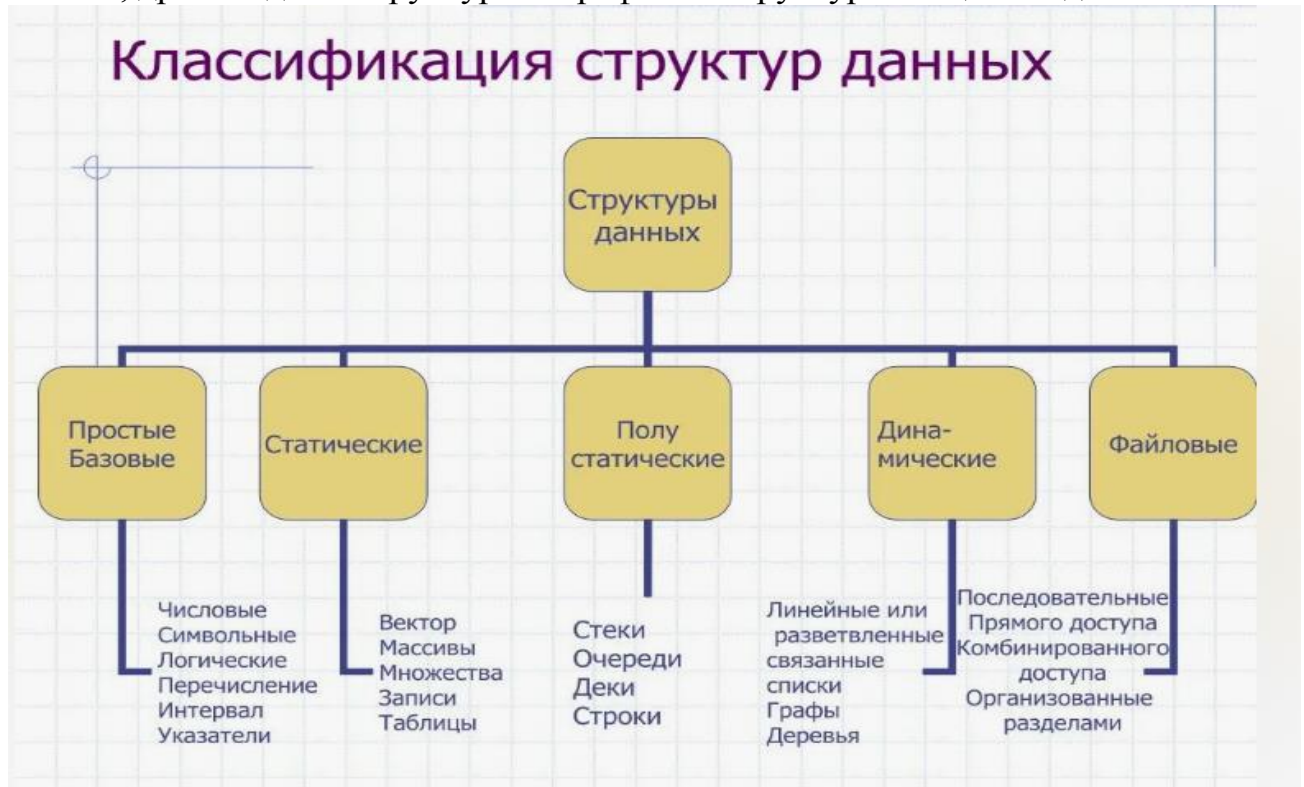 Классификация структур данных
Структуры
данных
Простые
Базовые
Статические
Полу
статические
Дина-
мические
Файловые
Числовые
Символьные
Логические
Перечисление
Интервал
Указатели
Вектор
Массивы
Множества
Записи
Таблицы
Стеки
Очереди
Деки
Строки
Линейные или
разветвленные
связанные
списки
Графы
Деревья
Последовательные
Прямого доступа
Комбинированного
доступа
Организованные
разделами